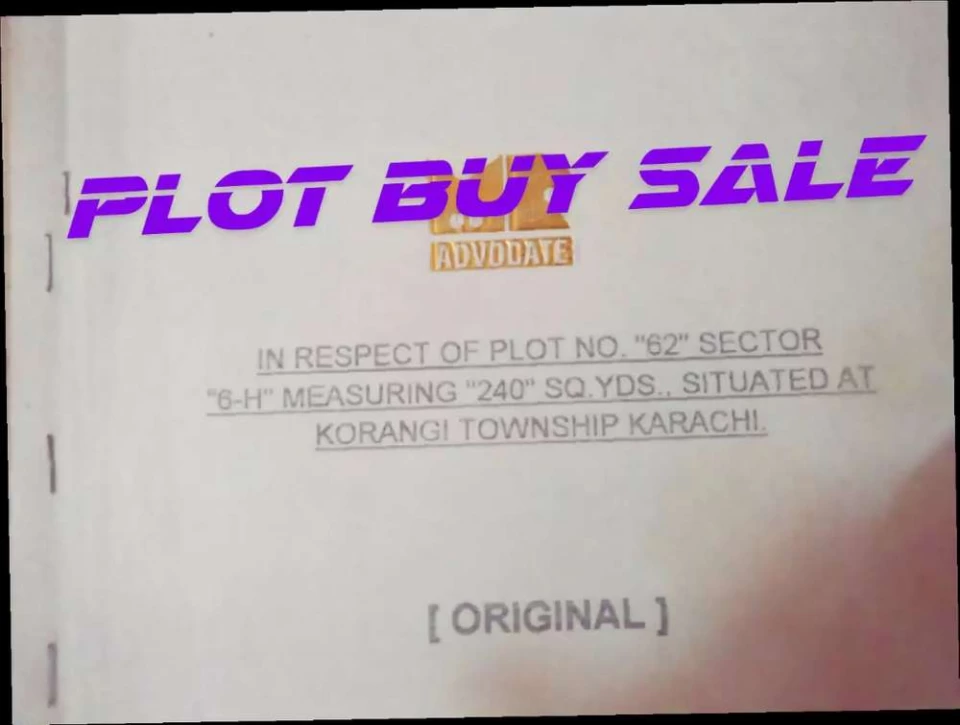 PLOT BUY SALE
ADVOCATE
IN RESPECT OF PLOT NO. "62" SECTOR
"6-H" MEASURING "240" SQ.YDS., SITUATED AT
KORANGI TOWNSHIP KARACHI.
[ ORIGINAL ]